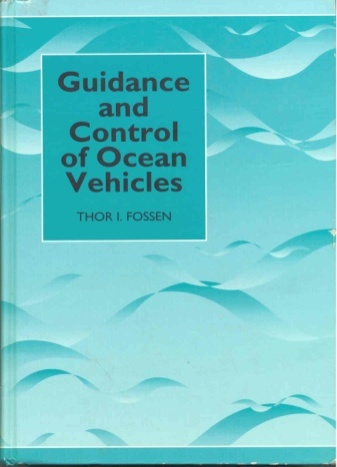 Guidance
and
Control
of Ocean
Vehicles
THOR I. FOSSEN